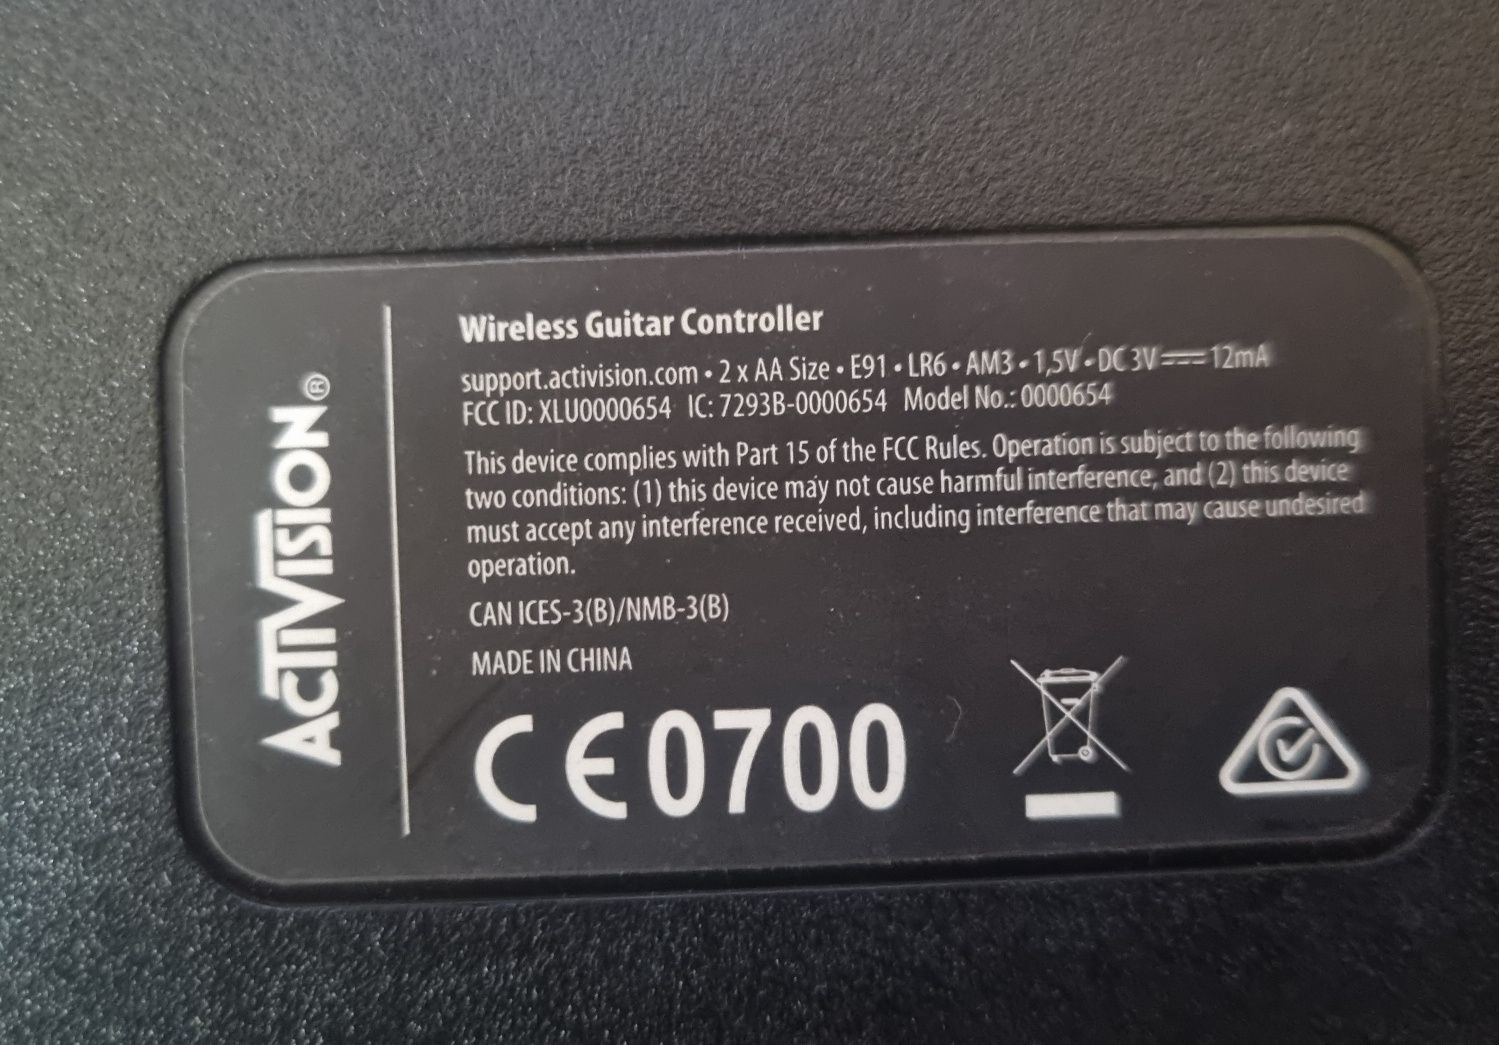 ACTIVISION®
Wireless Guitar Controller
support.activision.com • 2 x AA Size • E91 • LR6 • AM3 • 1,5V • DC 3V⎓12mA
FCC ID: XLU0000654 IC: 7293B-0000654 Model No.: 0000654
This device complies with Part 15 of the FCC Rules. Operation is subject to the following
two conditions: (1) this device may not cause harmful interference, and (2) this device
must accept any interference received, including interference that may cause undesired
operation.
CAN ICES-3(B)/NMB-3(B)
MADE IN CHINA
CE0700